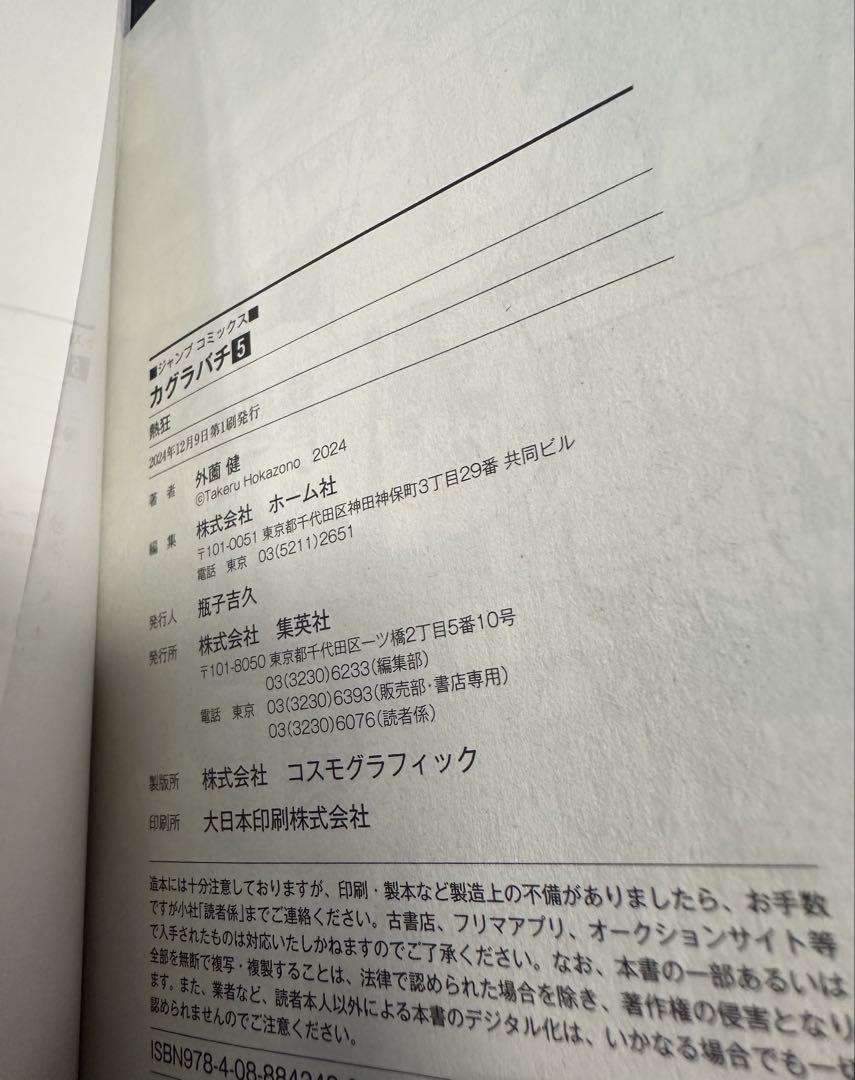 ■ジャンプ コミックス■
カグラバチ 5
熱狂
2024年12月9日第1刷発行
著 者 外薗 健
©Takeru Hokazono 2024
編 集 株式会社 ホーム社
〒101-0051 東京都千代田区神田神保町3丁目29番 共同ビル
電話 東京 03(5211)2651
発行人 瓶子吉久
発行所 株式会社 集英社
〒101-8050 東京都千代田区一ツ橋2丁目5番10号
03(3230)6233(編集部)
電話 東京 03(3230)6393(販売部・書店専用)
03(3230)6076(読者係)
製版所 株式会社 コスモグラフィック
印刷所 大日本印刷株式会社
造本には十分注意しておりますが、印刷・製本など製造上の不備がありましたら、お手数
ですが小社「読者係」までご連絡ください。古書店、フリマアプリ、オークションサイト等
で入手されたものは対応いたしかねますのでご了承ください。なお、本書の一部あるいは
全部を無断で複写・複製することは、法律で認められた場合を除き、著作権の侵害となり
ます。また、業者など、読者本人以外による本書のデジタル化は、いかなる場合でも一切
認められませんのでご注意ください。
ISBN978-4-08-884342